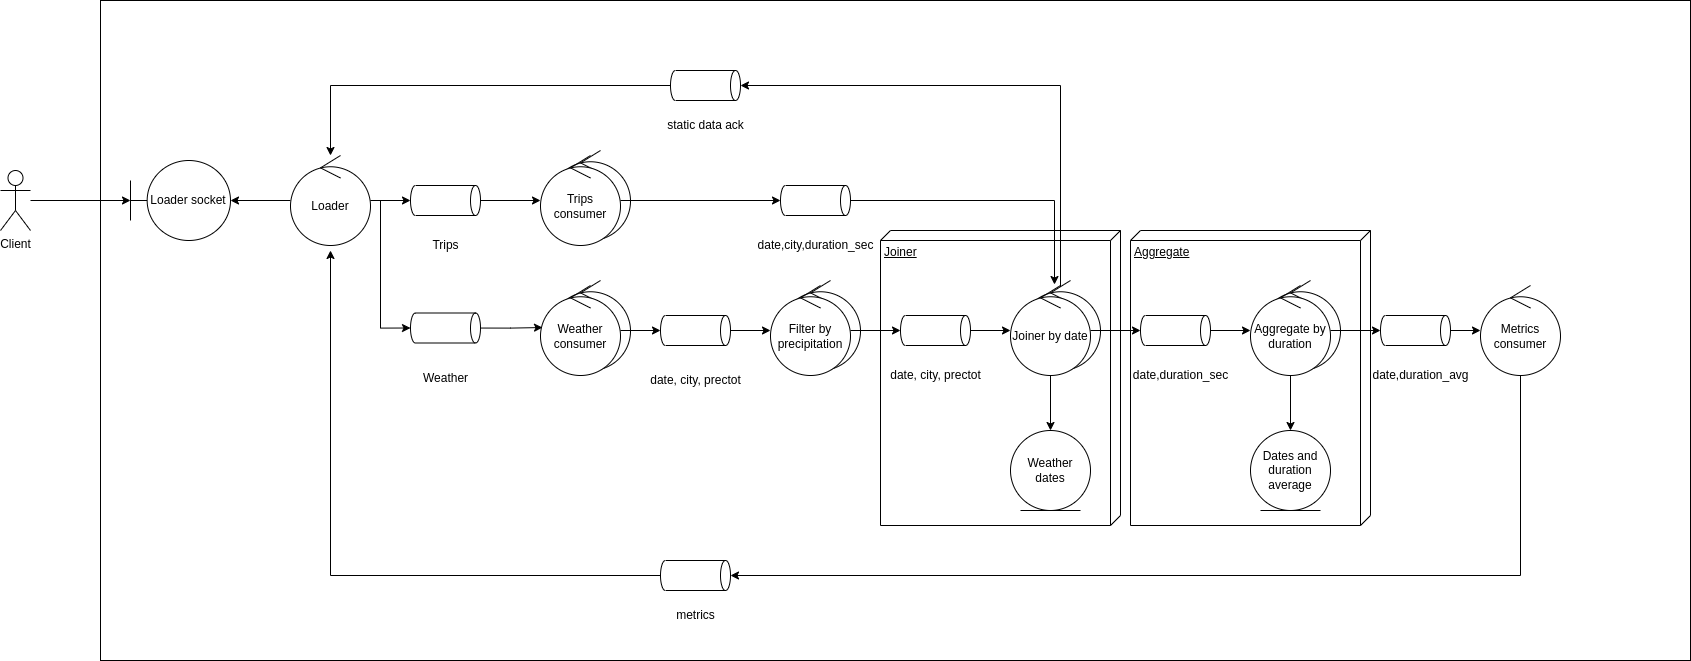 static data ack
Client
Loader socket
Loader
Trips
Trips
consumer
date,city,duration_sec
Joiner
Aggregate
Weather
Weather
consumer
date, city, prectot
Filter by
precipitation
date, city, prectot
Joiner by date
date,duration_sec
Aggregate by
duration
date,duration_avg
Metrics
consumer
Weather
dates
Dates and
duration
average
metrics